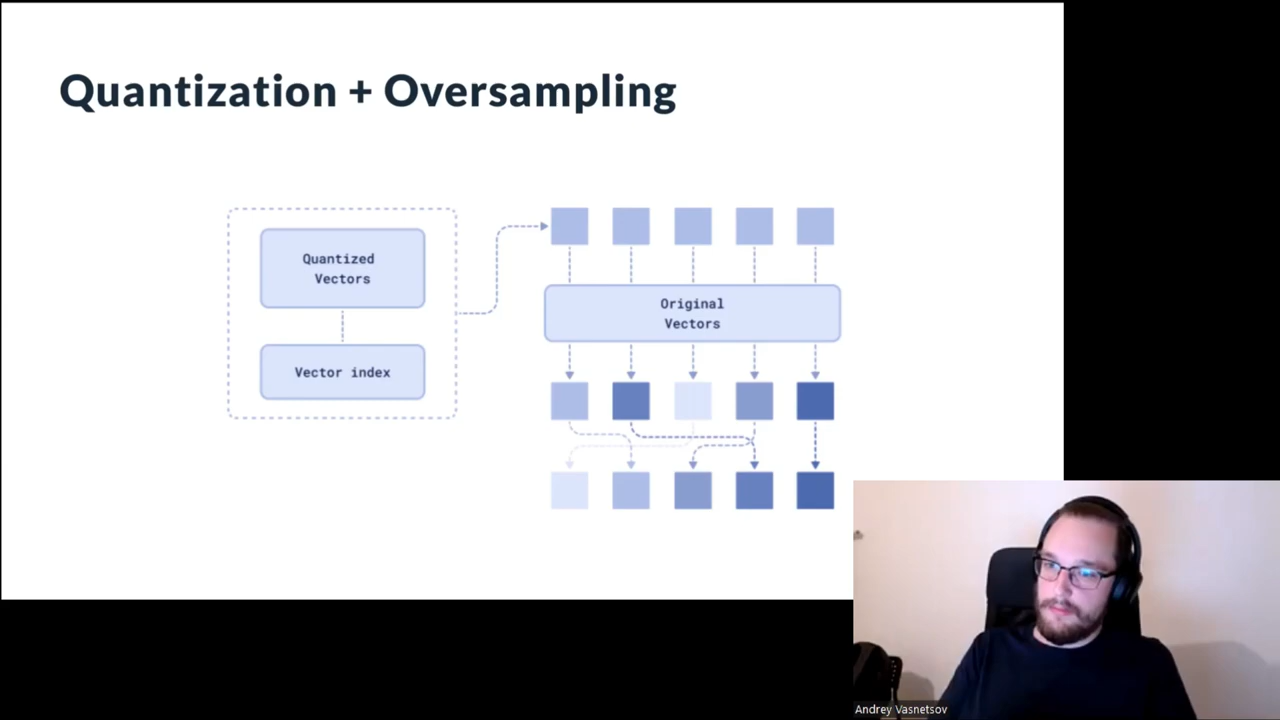 Quantization + Oversampling
Quantized
Vectors
Vector index
Original
Vectors
Andrey Vasnetsov